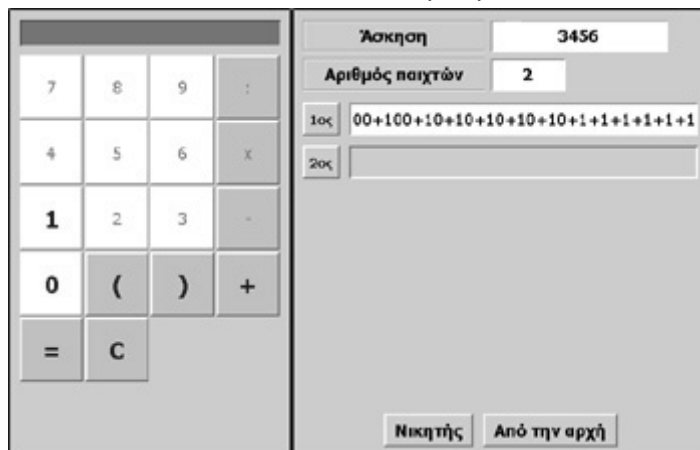 7 8 9 :
4 5 6 x
1 2 3 -
0 ( ) +
= C
Άσκηση 3456
Αριθμός παιχτών 2
1ος 00+100+10+10+10+10+10+1+1+1+1+1+1
2ος
Νικητής Από την αρχή